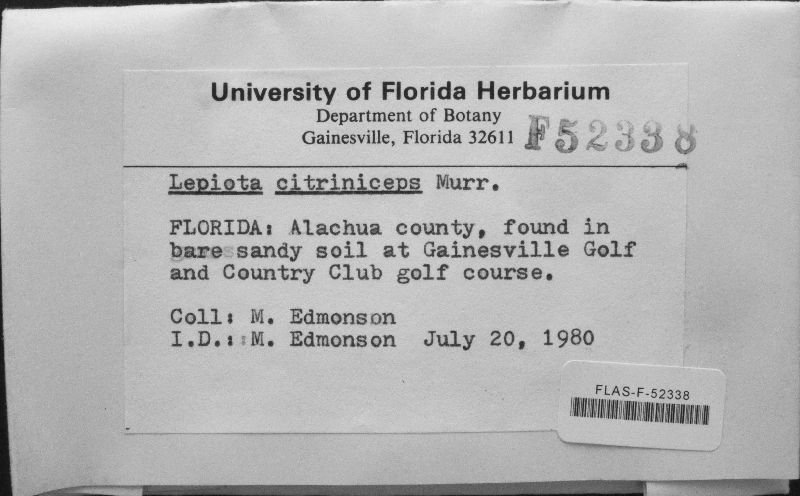 University of Florida Herbarium
Department of Botany
Gainesville, Florida 32611 F52338
Lepiota citriniceps Murr.
FLORIDA: Alachua county, found in
bare sandy soil at Gainesville Golf
and Country Club golf course.
Coll: M. Edmonson
I.D.: M. Edmonson July 20, 1980
FLAS-F-52338